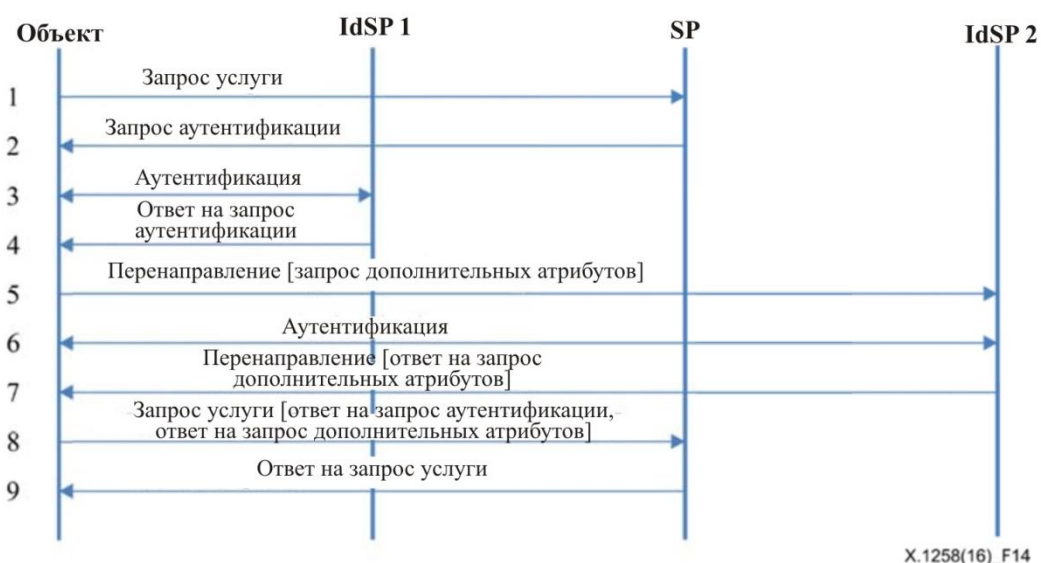 Объект
IdSP 1
SP
IdSP 2
1
Запрос услуги
2
Запрос аутентификации
3
Аутентификация
4
Ответ на запрос
аутентификации
5
Перенаправление [запрос дополнительных атрибутов]
6
Аутентификация
7
Перенаправление [ответ на запрос
дополнительных атрибутов]
8
Запрос услуги [ответ на запрос аутентификации,
ответ на запрос дополнительных атрибутов]
9
Ответ на запрос услуги
X.1258(16)_F14